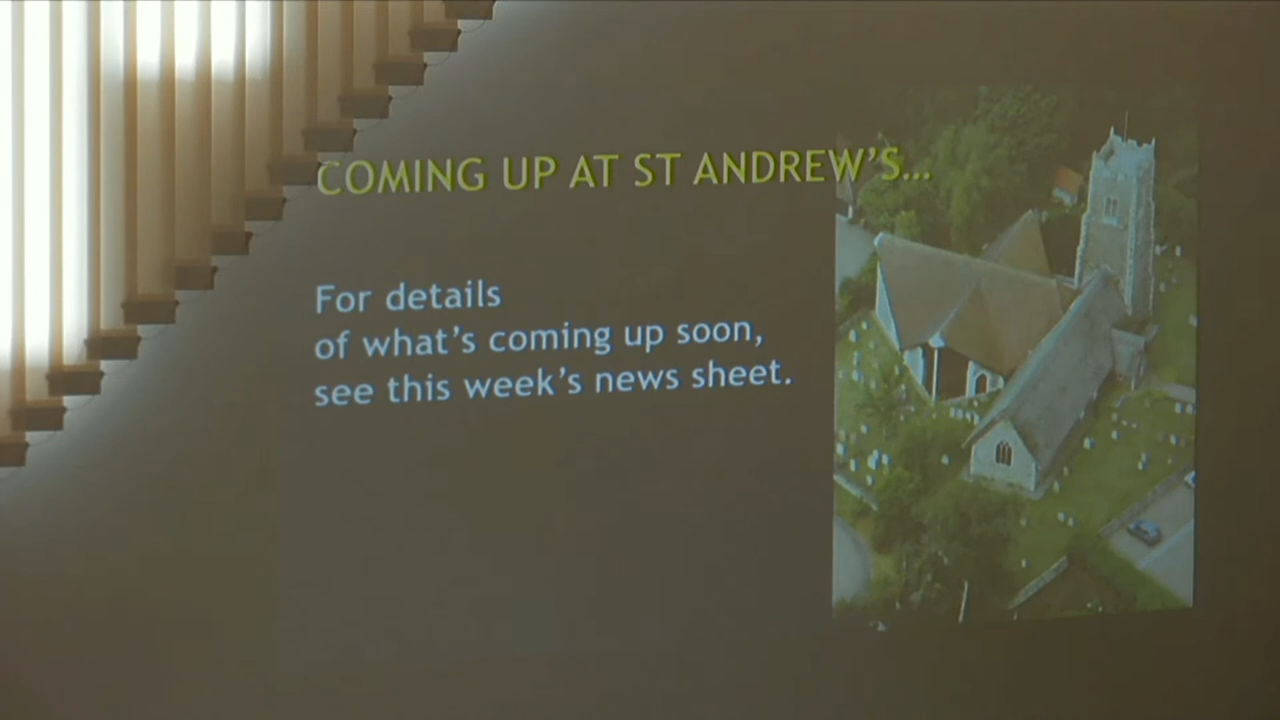 COMING UP AT ST ANDREW’S...
For details
of what’s coming up soon,
see this week’s news sheet.